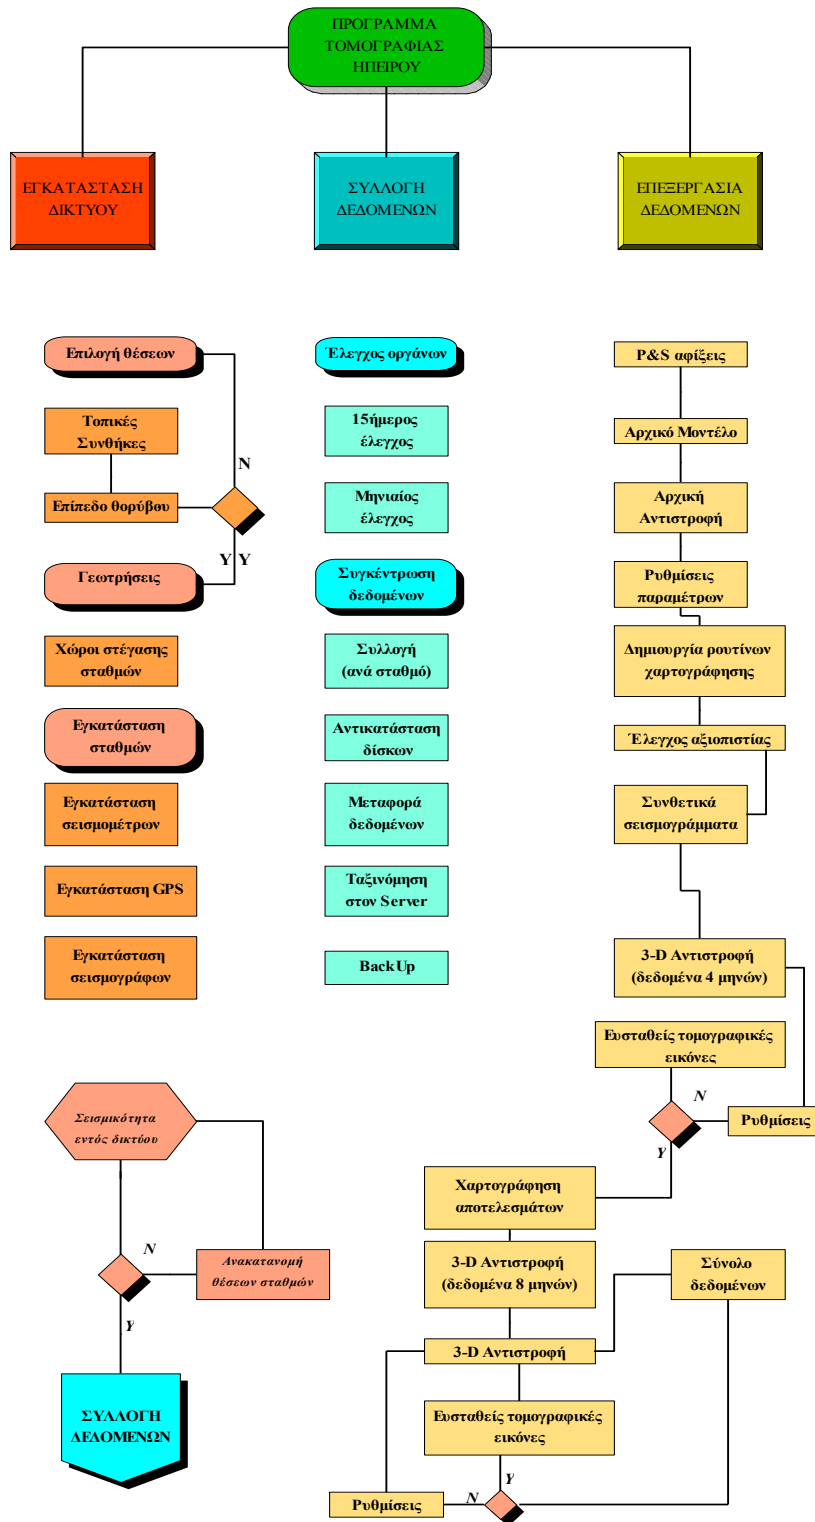 ΠΡΟΓΡΑΜΜΑ
ΤΟΜΟΓΡΑΦΙΑΣ
ΗΠΕΙΡΟΥ
ΕΓΚΑΤΑΣΤΑΣΗ
ΔΙΚΤΥΟΥ
ΣΥΛΛΟΓΗ
ΔΕΔΟΜΕΝΩΝ
ΕΠΕΞΕΡΓΑΣΙΑ
ΔΕΔΟΜΕΝΩΝ
Επιλογή θέσεων
Τοπικές
Συνθήκες
N
Επίπεδο θορύβου
Y Y
Γεωτρήσεις
Χώροι στέγασης
σταθμών
Εγκατάσταση
σταθμών
Εγκατάσταση
σεισμομέτρων
Εγκατάσταση GPS
Εγκατάσταση
σεισμογράφων
Σεισμικότητα
εντός δικτύου
N
Ανακατανομή
θέσεων σταθμών
Y
ΣΥΛΛΟΓΗ
ΔΕΔΟΜΕΝΩΝ
Έλεγχος οργάνων
15ήμερος
έλεγχος
Μηνιαίος
έλεγχος
Συγκέντρωση
δεδομένων
Συλλογή
(ανά σταθμό)
Αντικατάσταση
δίσκων
Μεταφορά
δεδομένων
Ταξινόμηση
στον Server
BackUp
P&S αφίξεις
Αρχικό Μοντέλο
Αρχική
Αντιστροφή
Ρυθμίσεις
παραμέτρων
Δημιουργία ρουτίνων
χαρτογράφησης
Έλεγχος αξιοπιστίας
Συνθετικά
σεισμογράμματα
3-D Αντιστροφή
(δεδομένα 4 μηνών)
Ευσταθείς τομογραφικές
εικόνες
N
Ρυθμίσεις
Y
Χαρτογράφηση
αποτελεσμάτων
3-D Αντιστροφή
(δεδομένα 8 μηνών)
Σύνολο
δεδομένων
3-D Αντιστροφή
Ευσταθείς τομογραφικές
εικόνες
Y
Ρυθμίσεις
N